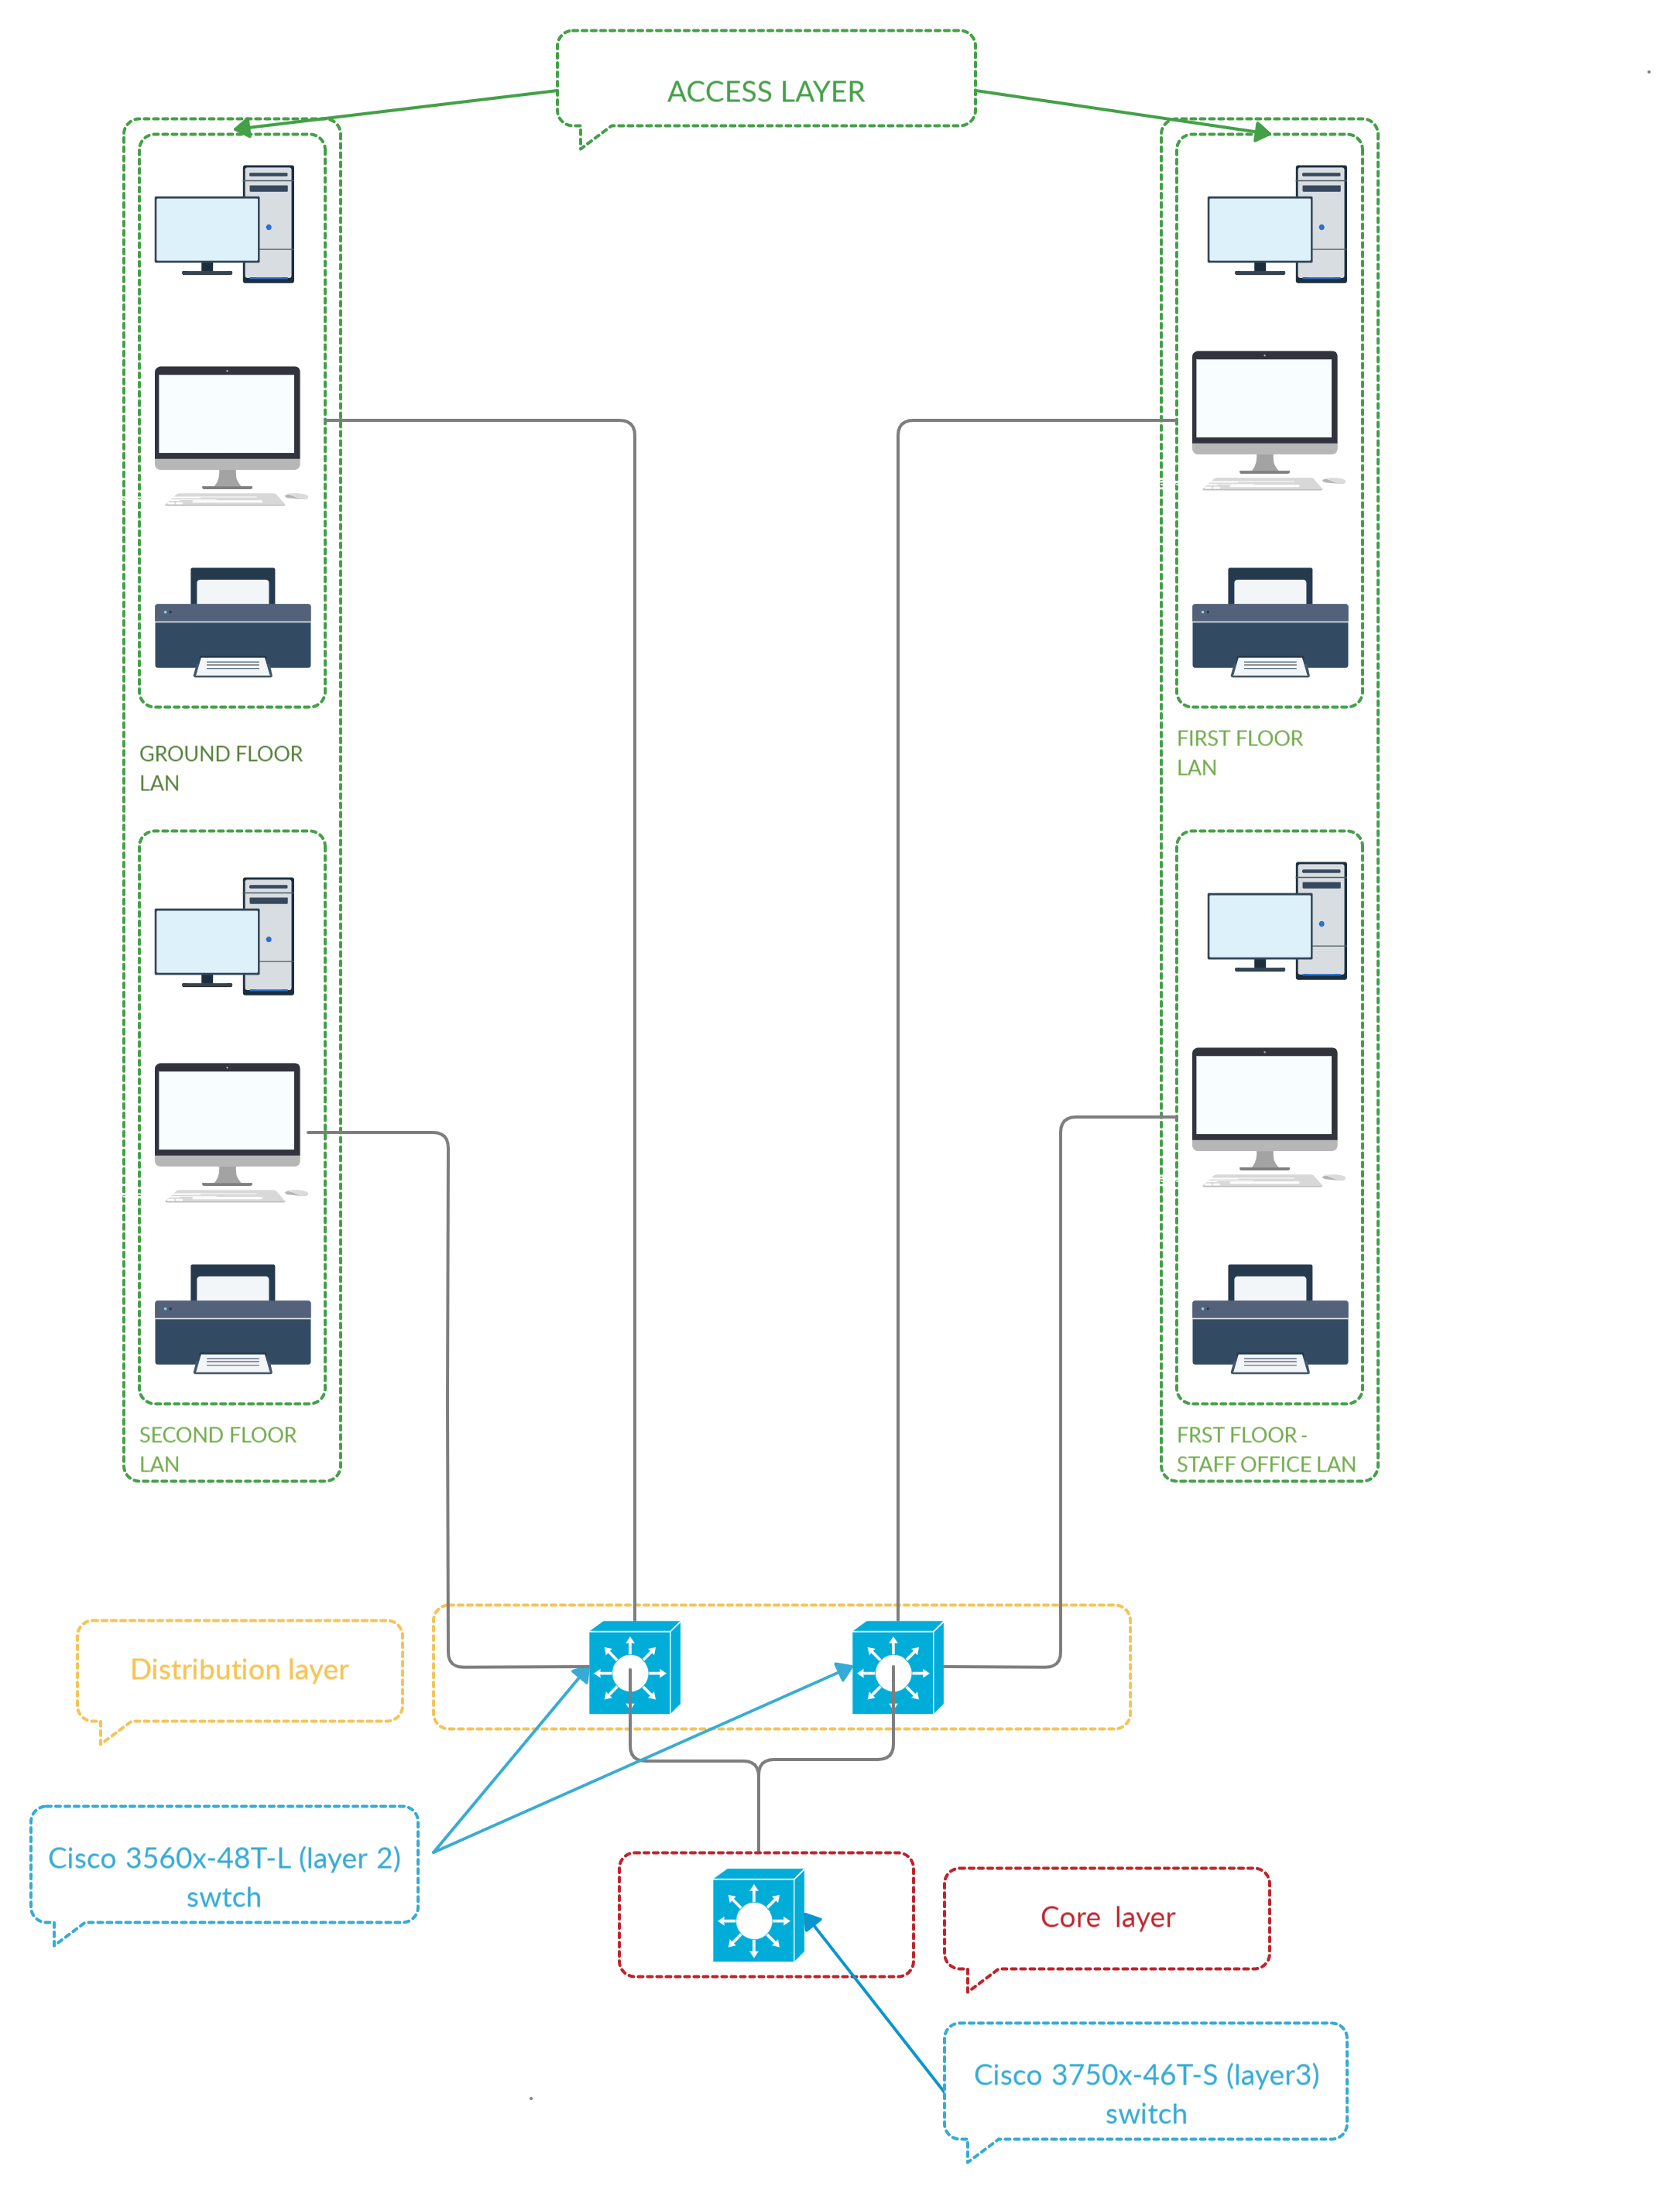 ACCESS LAYER
GROUND FLOOR
LAN
FIRST FLOOR
LAN
SECOND FLOOR
LAN
FRST FLOOR -
STAFF OFFICE LAN
Distribution layer
Cisco 3560x-48T-L (layer 2)
swtch
Core layer
Cisco 3750x-46T-S (layer3)
switch